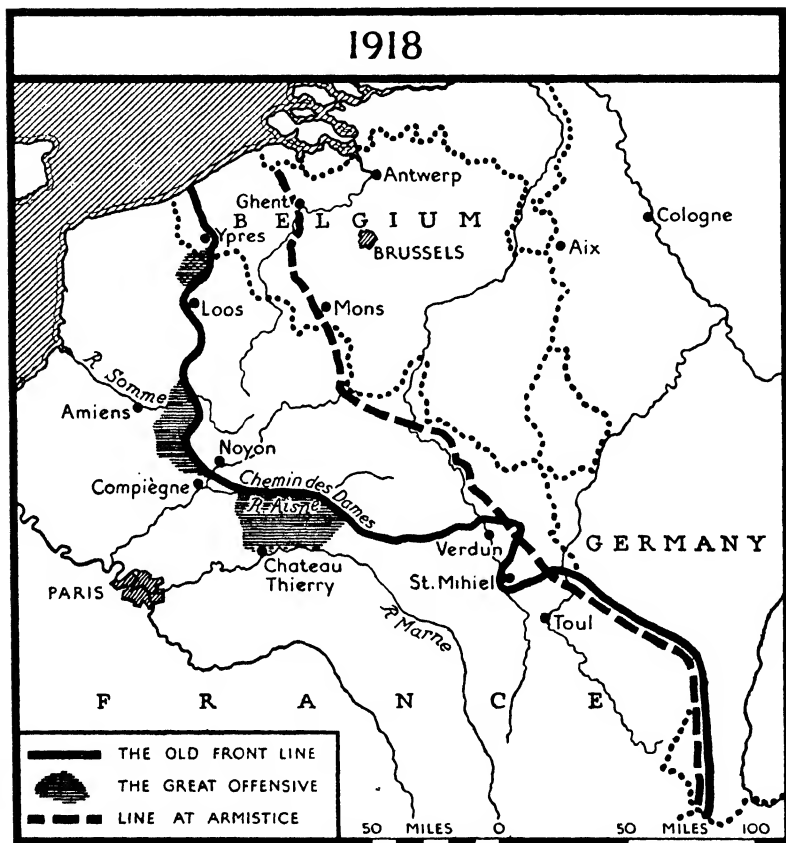 1918
Antwerp
Ghent
BELGIUM
Cologne
Ypres
BRUSSELS
Aix
Loos
Mons
R. Somme
Amiens
Noyon
Compiègne
Chemin des Dames
R. Aisne
Verdun
GERMANY
Chateau
Thierry
PARIS
St. Mihiel
R. Marne
Toul
FRANCE
THE OLD FRONT LINE
THE GREAT OFFENSIVE
LINE AT ARMISTICE
50 MILES 0 50 MILES 100